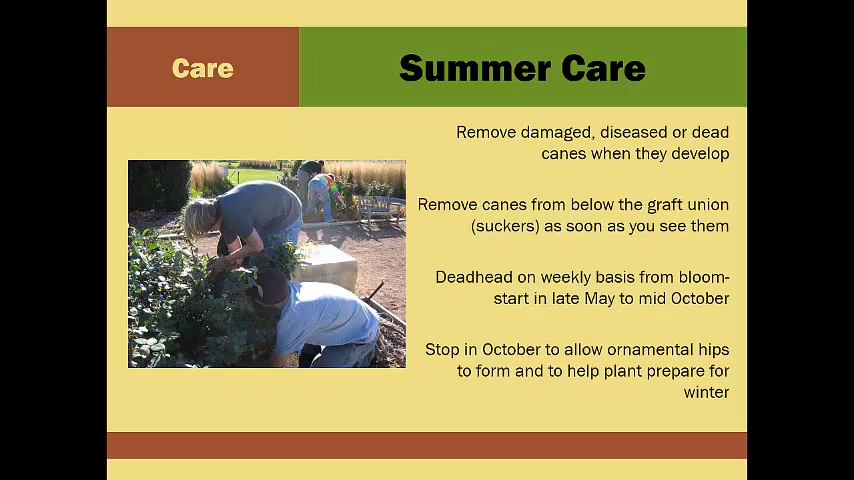 Care
Summer Care
Remove damaged, diseased or dead
canes when they develop
Remove canes from below the graft union
(suckers) as soon as you see them
Deadhead on weekly basis from bloom-
start in late May to mid October
Stop in October to allow ornamental hips
to form and to help plant prepare for
winter